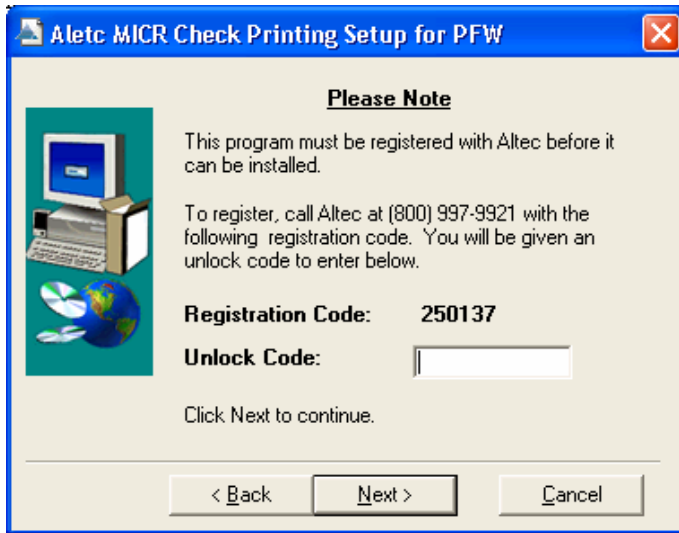 Aletc MICR Check Printing Setup for PFW
Please Note
This program must be registered with Altec before it
can be installed.
To register, call Altec at (800) 997-9921 with the
following registration code. You will be given an
unlock code to enter below.
Registration Code: 250137
Unlock Code:
Click Next to continue.
< Back Next > Cancel